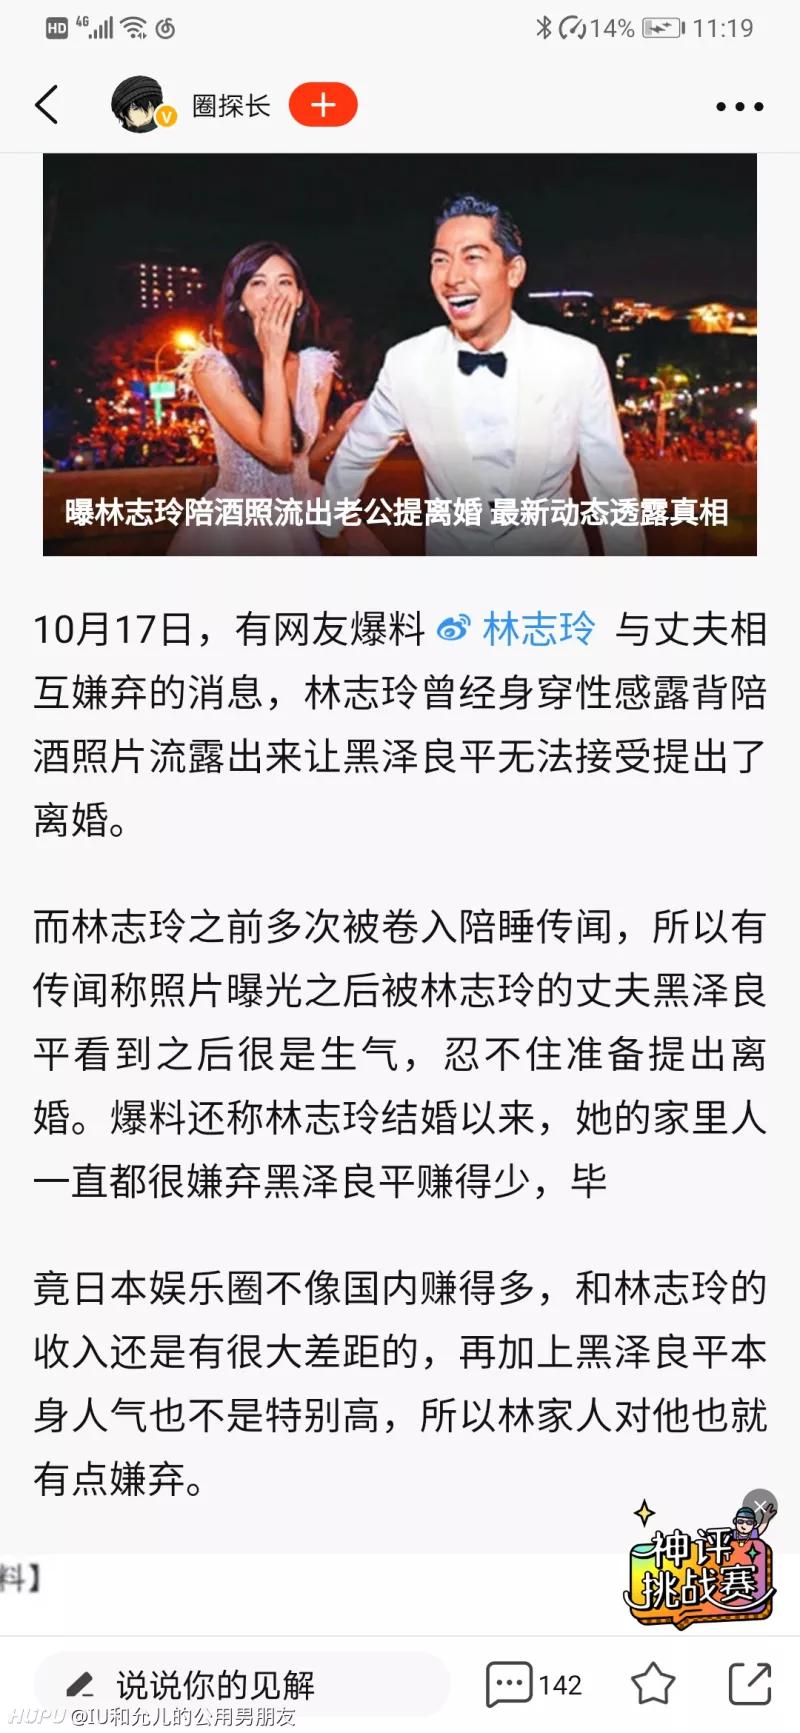 HD 4G 14% 11:19
圈探长
曝林志玲陪酒照流出老公提离婚 最新动态透露真相
10月17日，有网友爆料 林志玲 与丈夫相
互嫌弃的消息，林志玲曾经身穿性感露背陪
酒照片流露出来让黑泽良平无法接受提出了
离婚。
而林志玲之前多次被卷入陪睡传闻，所以有
传闻称照片曝光之后被林志玲的丈夫黑泽良
平看到之后很是生气，忍不住准备提出离
婚。爆料还称林志玲结婚以来，她的家里人
一直都很嫌弃黑泽良平赚得少，毕
竟日本娱乐圈不像国内赚得多，和林志玲的
收入还是有很大差距的，再加上黑泽良平本
身人气也不是特别高，所以林家人对他也就
有点嫌弃。
神评
挑战赛
料】
说说你的见解
142
HUPU @IU和允儿的公用男朋友